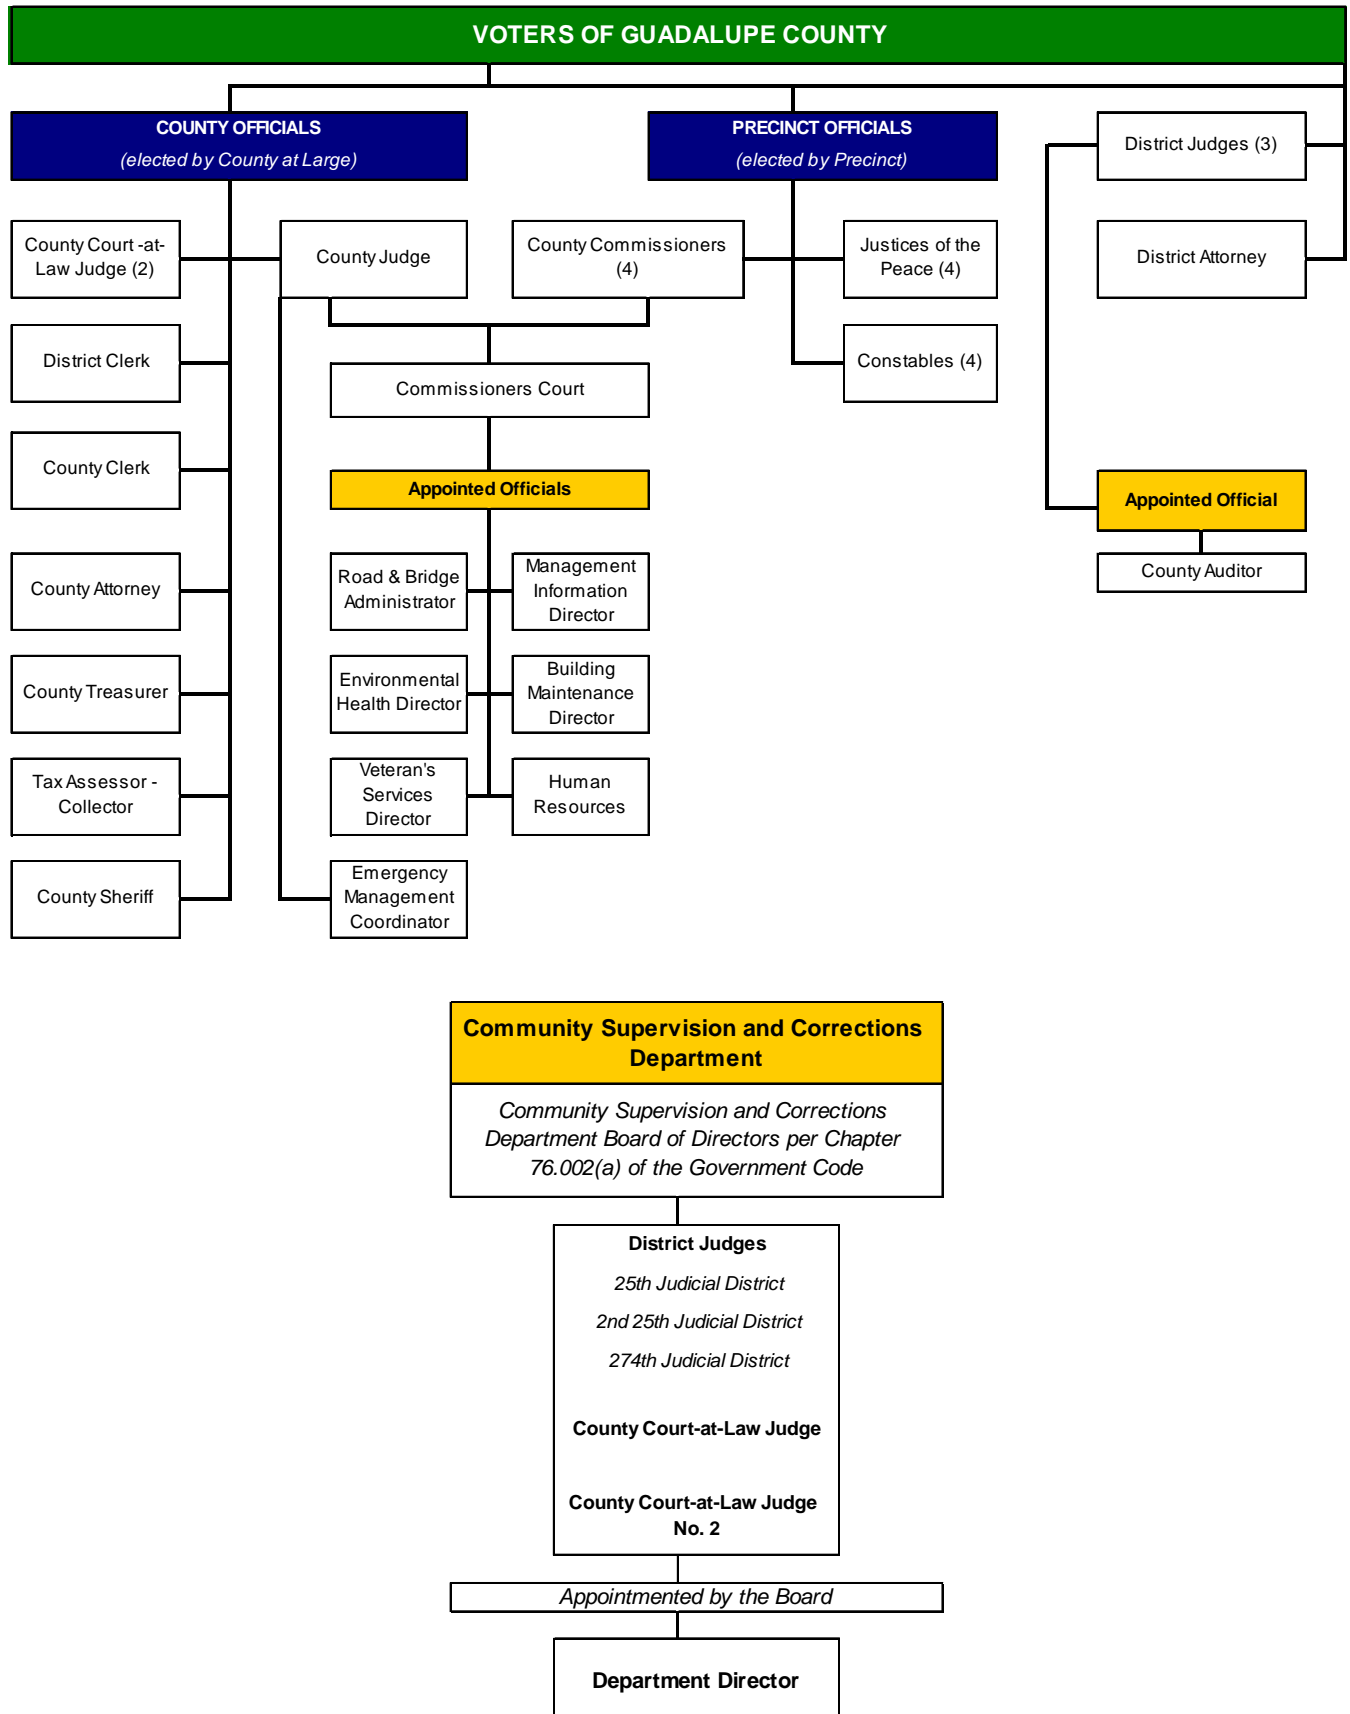 VOTERS OF GUADALUPE COUNTY
COUNTY OFFICIALS
(elected by County at Large)
PRECINCT OFFICIALS
(elected by Precinct)
District Judges (3)
County Court -at-
Law Judge (2)
County Judge
County Commissioners
(4)
Justices of the
Peace (4)
District Attorney
District Clerk
Commissioners Court
Constables (4)
County Clerk
Appointed Officials
Appointed Official
County Auditor
County Attorney
Road & Bridge
Administrator
Management
Information
Director
County Treasurer
Environmental
Health Director
Building
Maintenance
Director
Tax Assessor -
Collector
Veteran's
Services
Director
Human
Resources
County Sheriff
Emergency
Management
Coordinator
Community Supervision and Corrections
Department
Community Supervision and Corrections
Department Board of Directors per Chapter
76.002(a) of the Government Code
District Judges
25th Judicial District
2nd 25th Judicial District
274th Judicial District
County Court-at-Law Judge
County Court-at-Law Judge
No. 2
Appointmented by the Board
Department Director